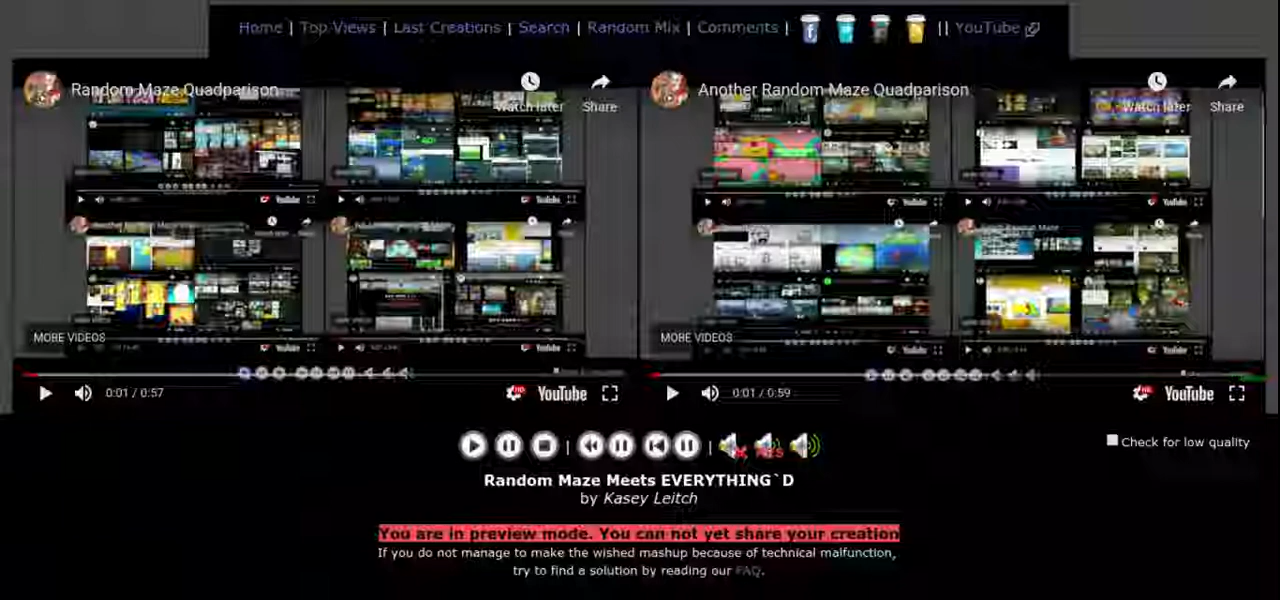 Home | Top Views | Last Creations | Search | Random Mix | Comments | || YouTube
Random Maze Quadparison
Watch later
Share
Another Random Maze Quadparison
Watch later
Share
MORE VIDEOS
MORE VIDEOS
0:01 / 0:57
YouTube
0:01 / 0:59
YouTube
Check for low quality
Random Maze Meets EVERYTHING`D
by Kasey Leitch
You are in preview mode. You can not yet share your creation
If you do not manage to make the wished mashup because of technical malfunction,
try to find a solution by reading our FAQ.